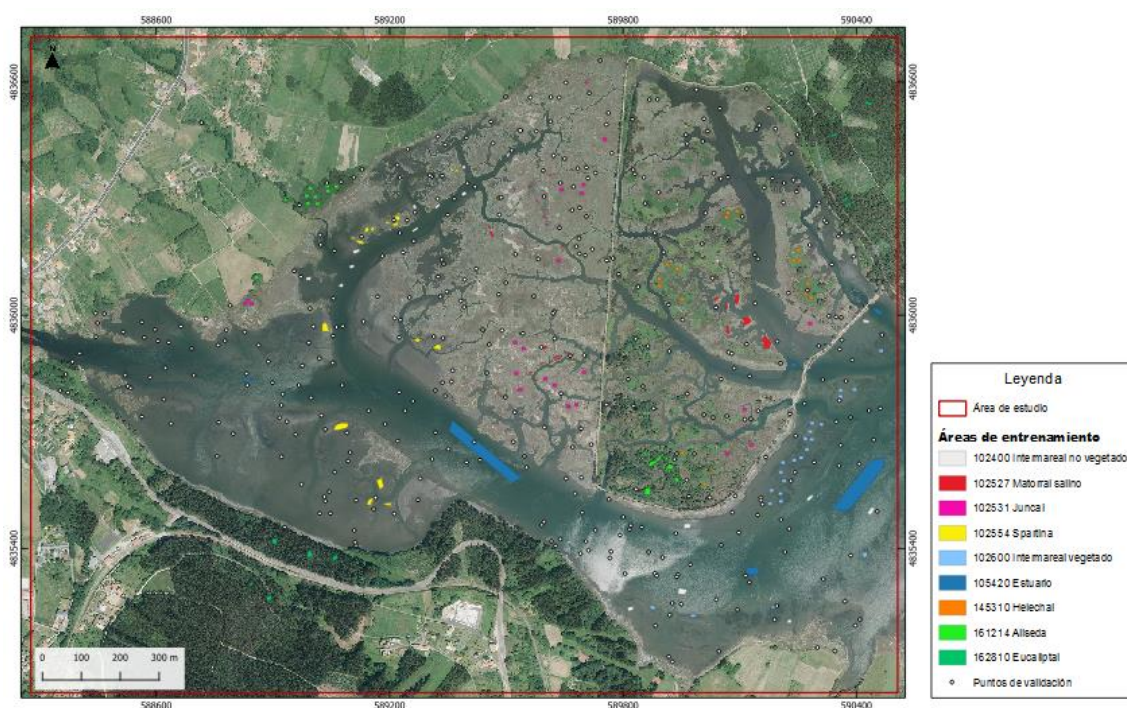 588600 589200 589800 590400
4836600 4836600
N
4836000 4836000
4835400 4835400
0 100 200 300 m
588600 589200 589800 590400
Leyenda
Área de estudio
Áreas de entrenamiento
102400 Intermareal no vegetado
102527 Matorral salino
102531 Juncal
102554 Spartina
102600 Intermareal vegetado
105420 Estuario
145310 Helechal
161214 Aliseda
162810 Eucaliptal
Puntos de validación